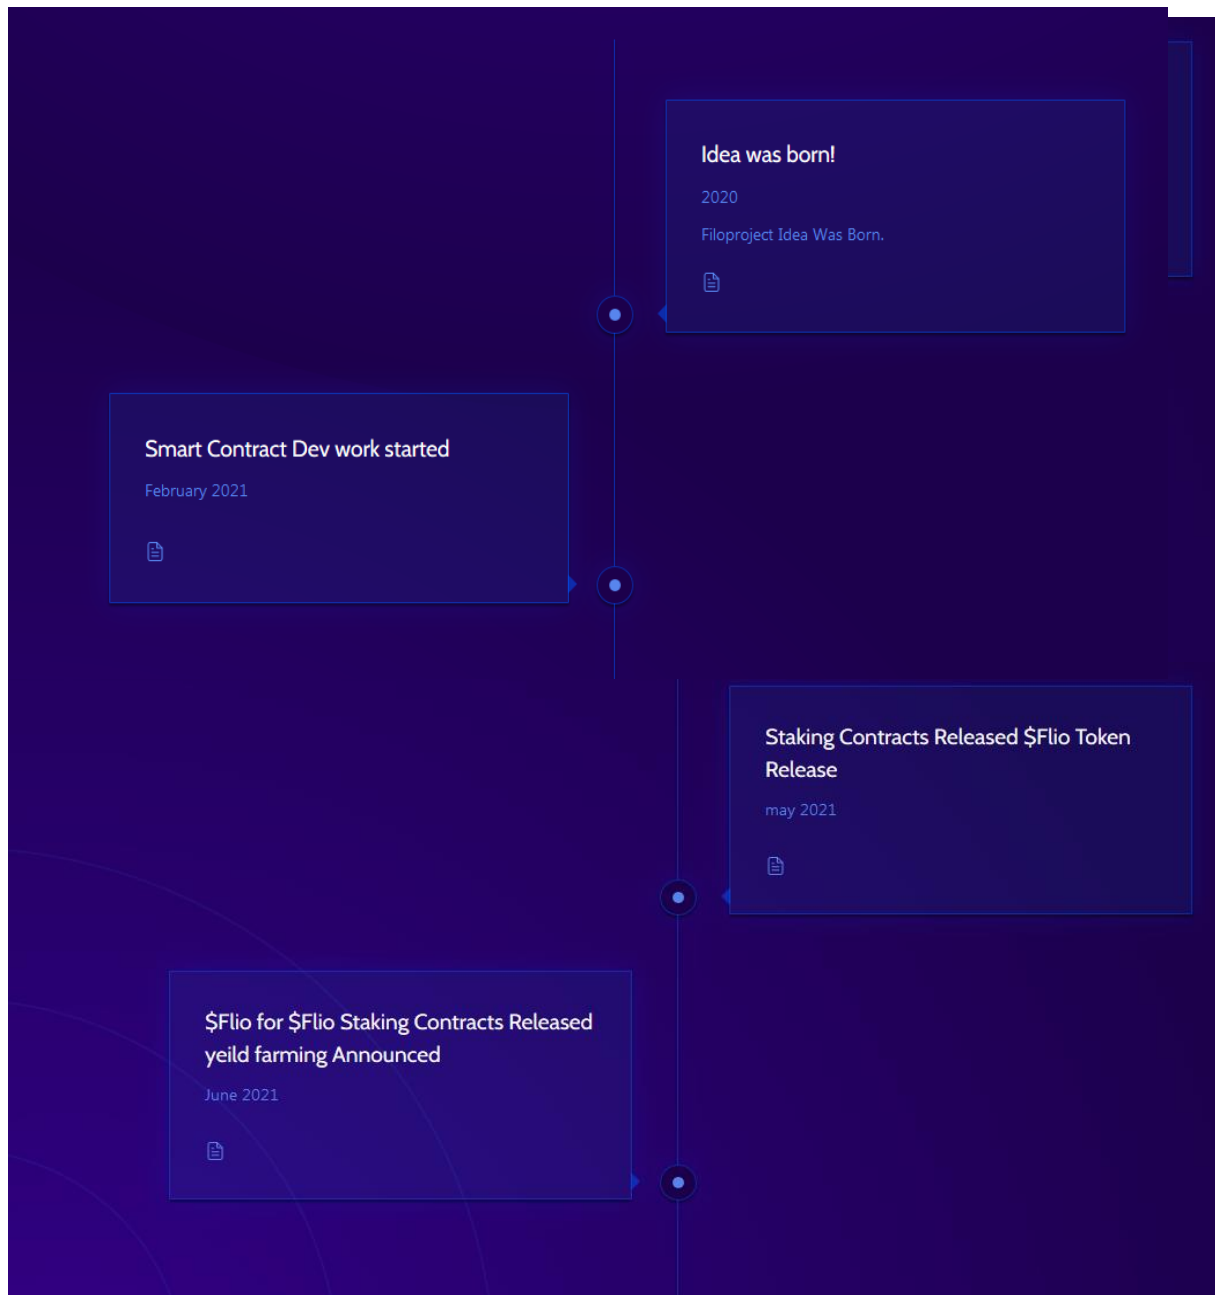 Idea was born!
2020
Filoproject Idea Was Born.
Smart Contract Dev work started
February 2021
Staking Contracts Released $Flio Token
Release
may 2021
$Flio for $Flio Staking Contracts Released
yeild farming Announced
June 2021